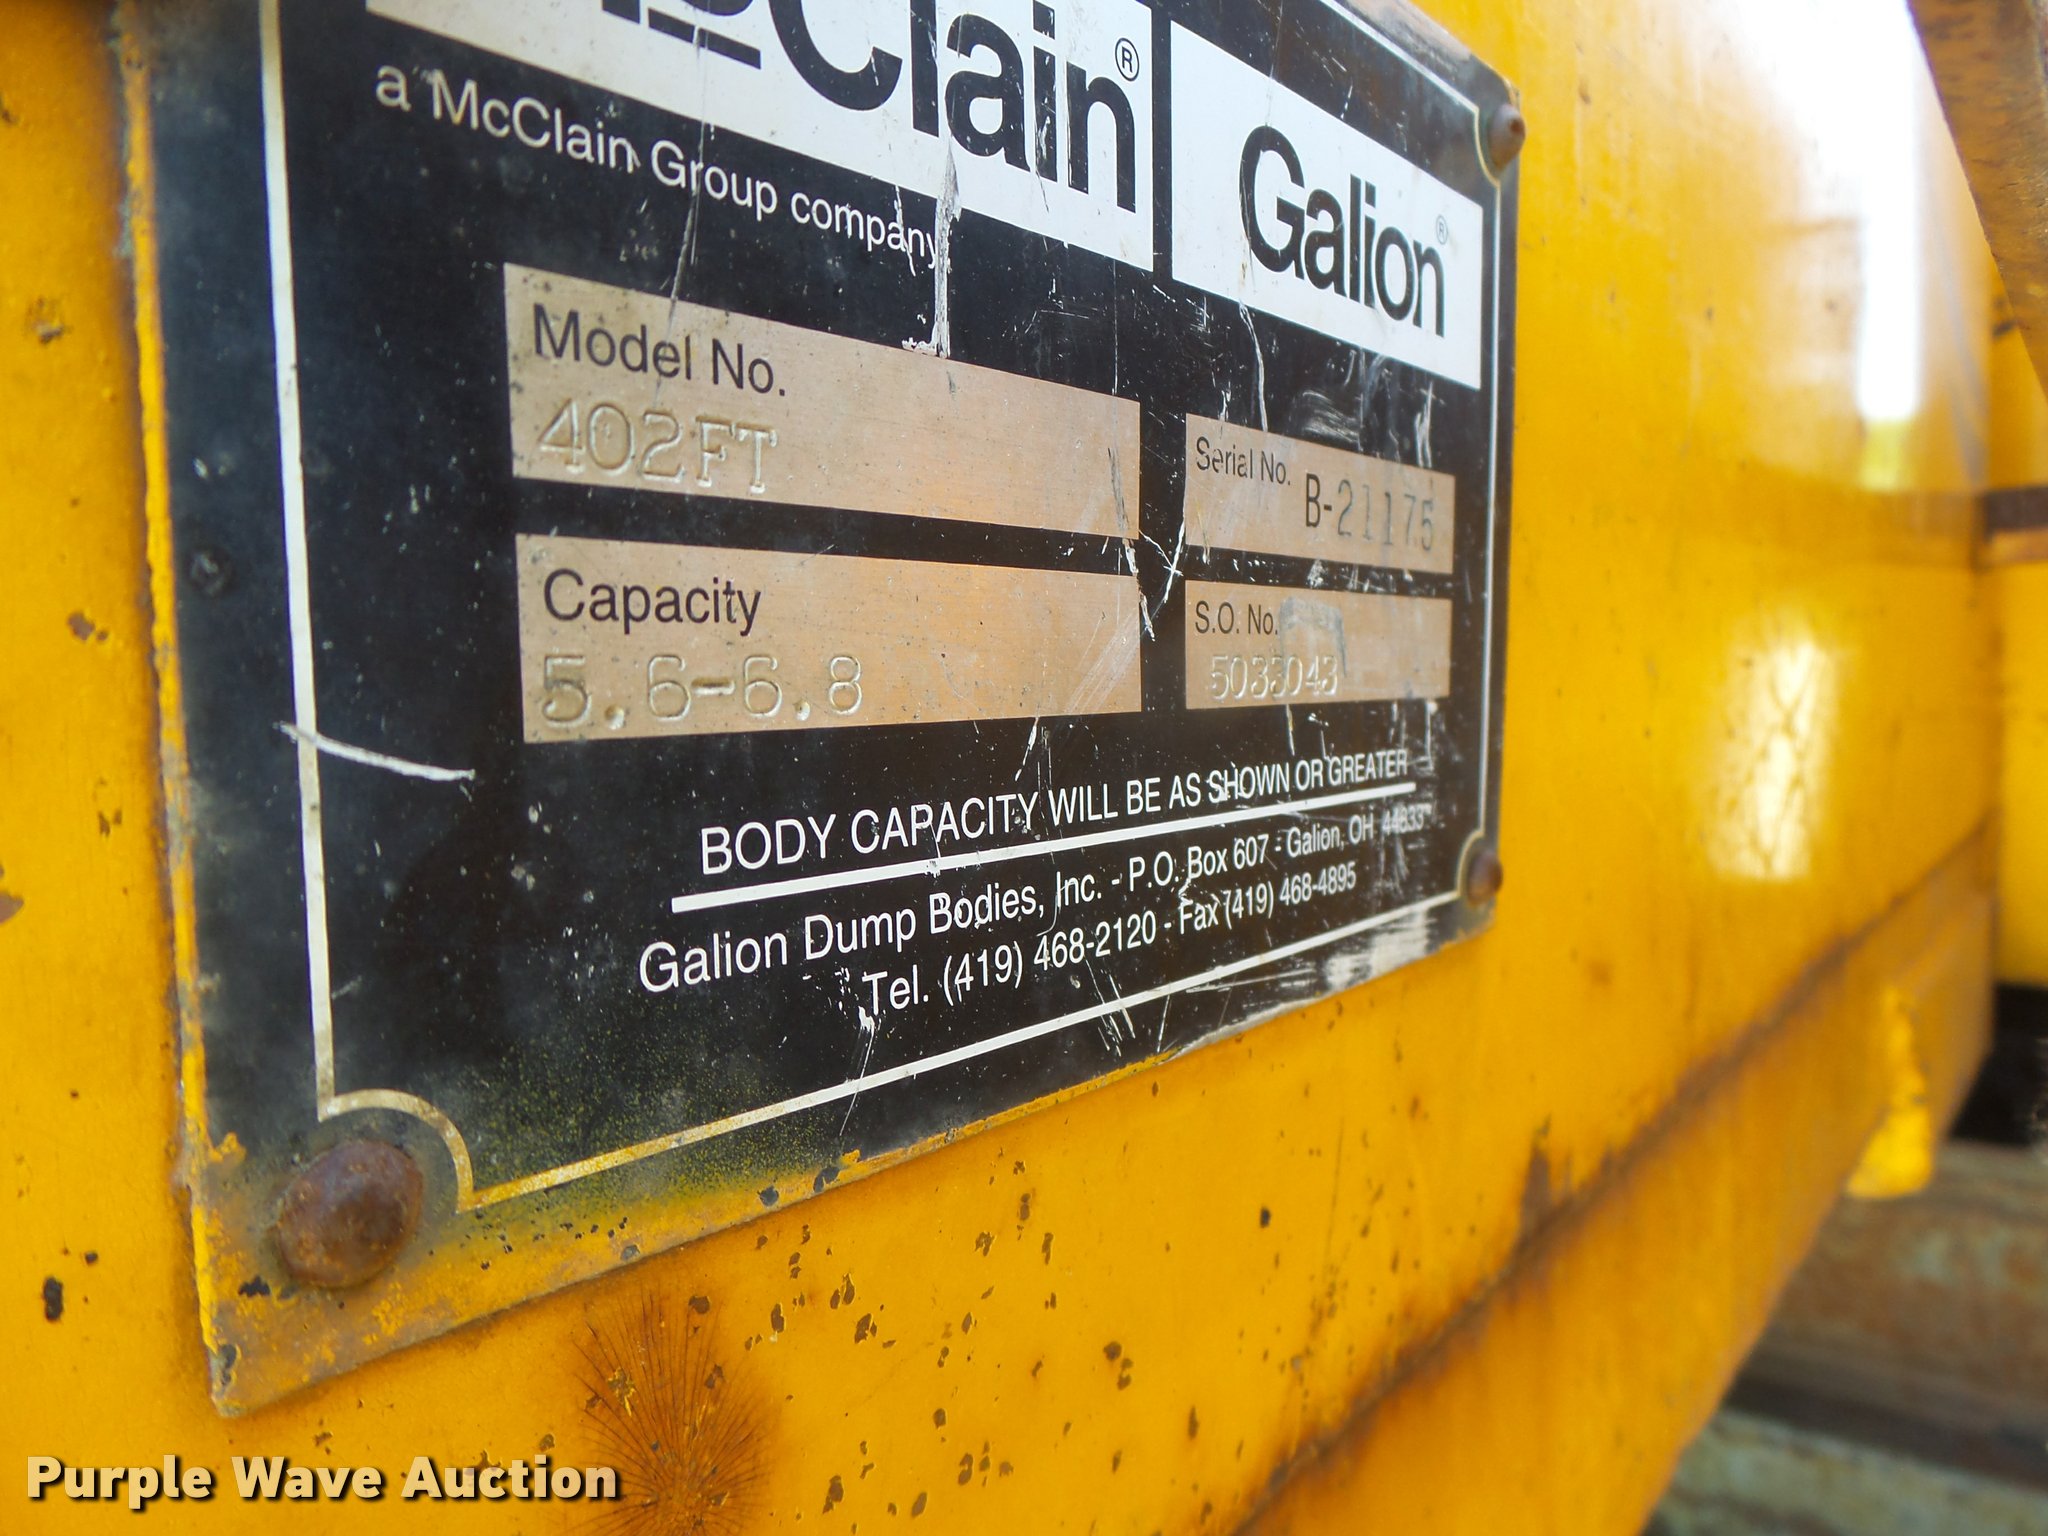 McClain®
a McClain Group company
Galion®
Model No.
402FT
Serial No.
B-21175
Capacity
5.6-6.8
S.O. No.
5033043
BODY CAPACITY WILL BE AS SHOWN OR GREATER
Galion Dump Bodies, Inc. - P.O. Box 607 - Galion, OH 44833
Tel. (419) 468-2120 - Fax (419) 468-4895
Purple Wave Auction